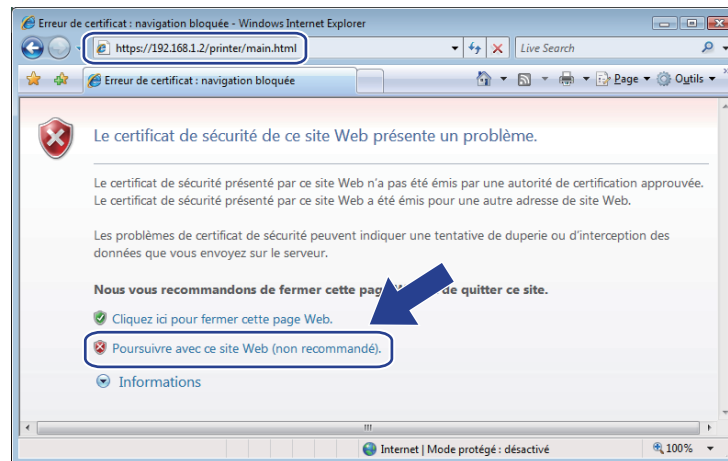 Erreur de certificat : navigation bloquée - Windows Internet Explorer
https://192.168.1.2/printer/main.html
Live Search
Erreur de certificat : navigation bloquée
Page
Outils
Le certificat de sécurité de ce site Web présente un problème.
Le certificat de sécurité présenté par ce site Web n'a pas été émis par une autorité de certification approuvée.
Le certificat de sécurité présenté par ce site Web a été émis pour une autre adresse de site Web.
Les problèmes de certificat de sécurité peuvent indiquer une tentative de duperie ou d'interception des
données que vous envoyez sur le serveur.
Nous vous recommandons de fermer cette de quitter ce site.
Cliquez ici pour fermer cette page Web.
Poursuivre avec ce site Web (non recommandé).
Informations
Internet | Mode protégé : désactivé
100%